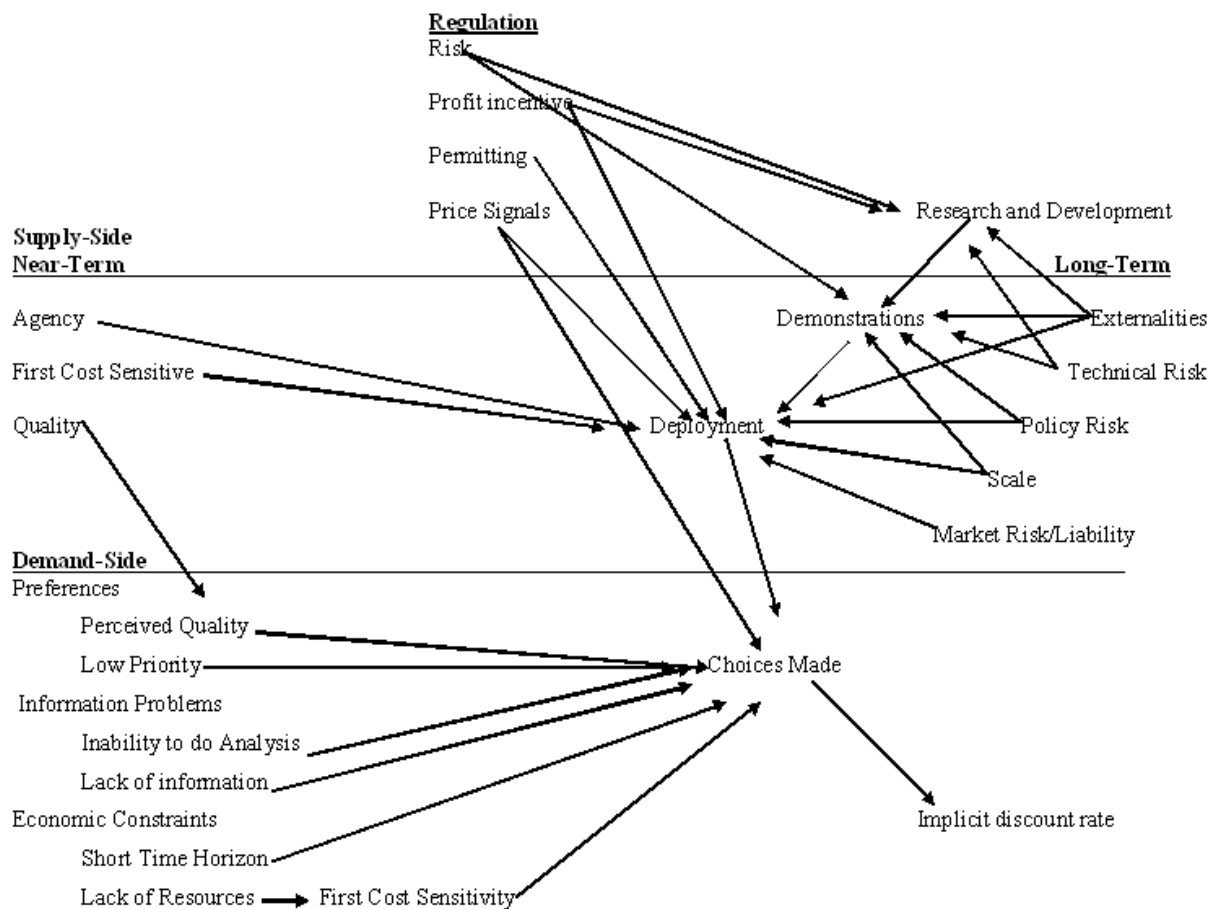 Regulation
Risk
Profit incentive
Permitting
Price Signals
Research and Development
Supply-Side
Near-Term
Long-Term
Agency
Demonstrations
Externalities
First Cost Sensitive
Technical Risk
Quality
Deployment
Policy Risk
Scale
Market Risk/Liability
Demand-Side
Preferences
Perceived Quality
Low Priority
Choices Made
Information Problems
Inability to do Analysis
Lack of information
Economic Constraints
Implicit discount rate
Short Time Horizon
Lack of Resources
First Cost Sensitivity